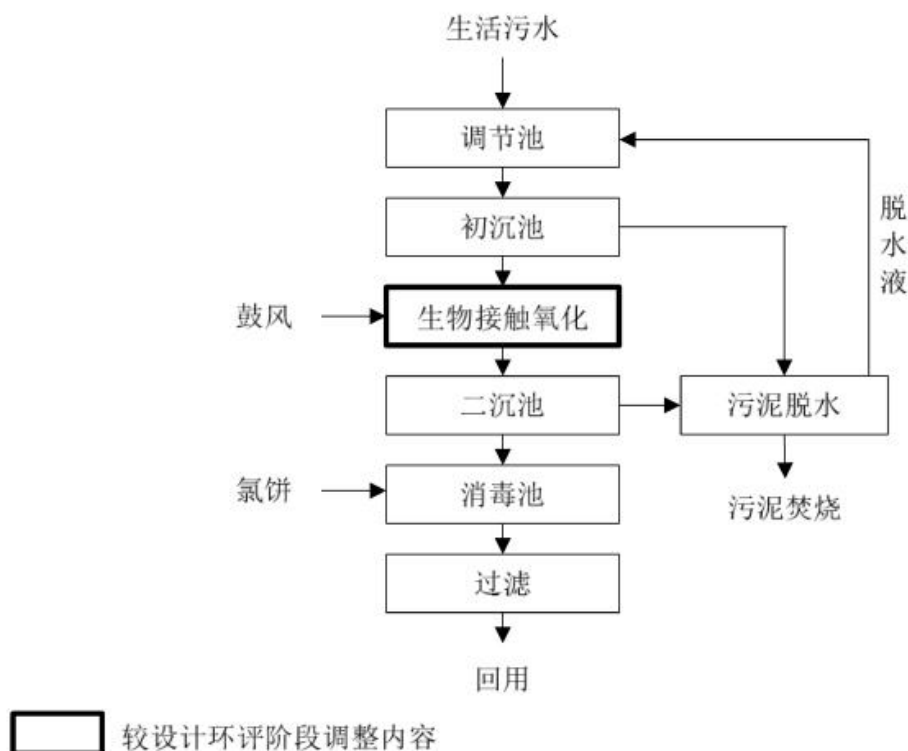 生活污水
调节池
初沉池
脱水液
鼓风
生物接触氧化
二沉池
污泥脱水
氯饼
消毒池
污泥焚烧
过滤
回用
较设计环评阶段调整内容